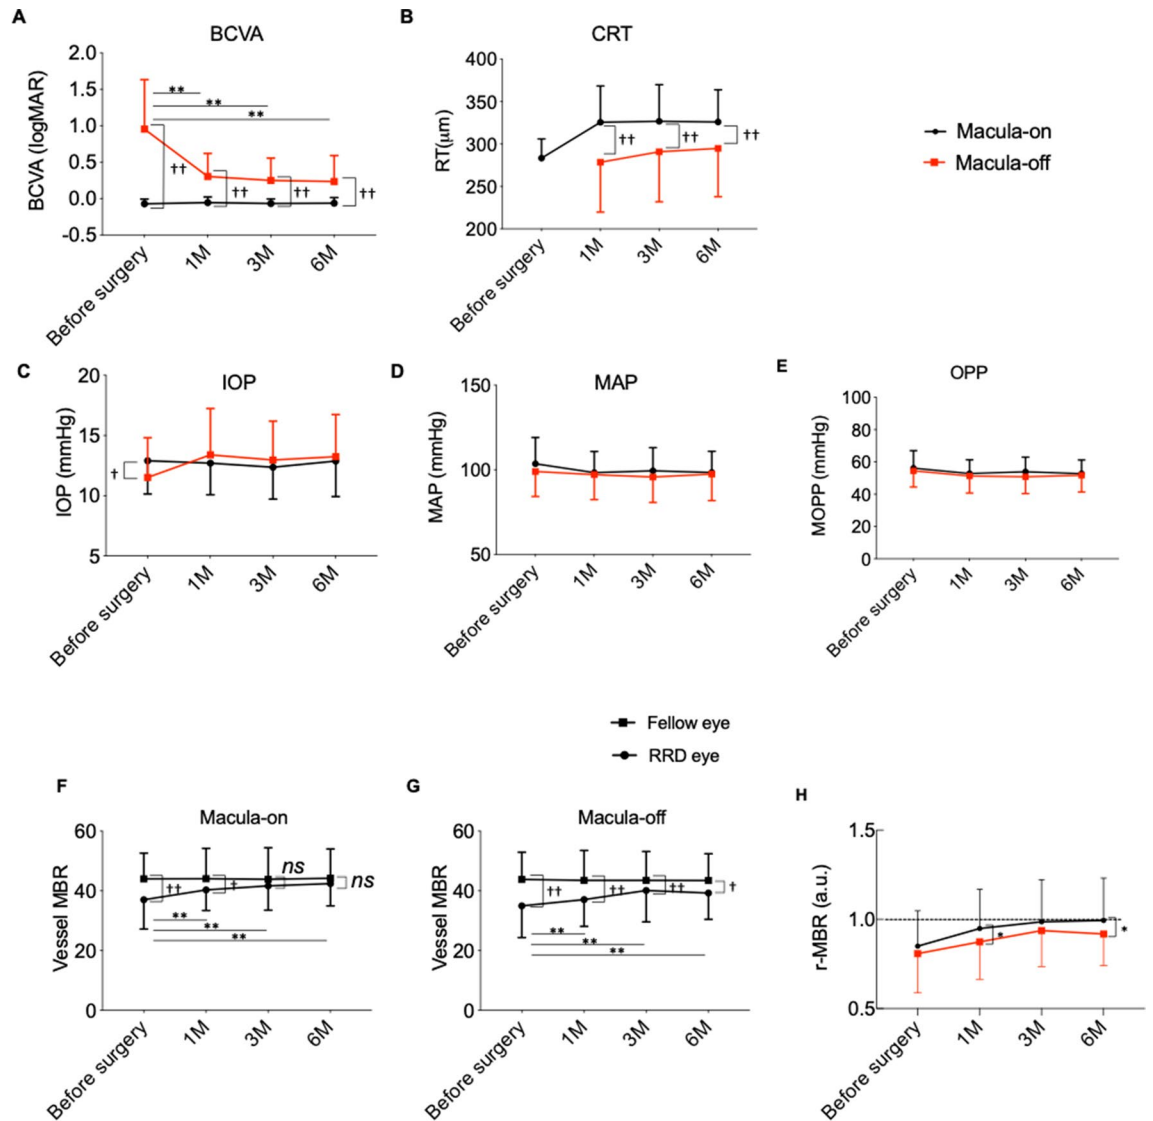 A
BCVA
BCVA (logMAR)
2.0
1.5
1.0
0.5
0.0
-0.5
**
**
**
††
††
††
††
Before surgery
1M
3M
6M
B
CRT
RT(μm)
400
350
300
250
200
††
††
††
Before surgery
1M
3M
6M
Macula-on
Macula-off
C
IOP
IOP (mmHg)
20
15
10
5
†
Before surgery
1M
3M
6M
D
MAP
MAP (mmHg)
150
100
50
Before surgery
1M
3M
6M
E
OPP
MOPP (mmHg)
100
80
60
40
20
0
Before surgery
1M
3M
6M
Fellow eye
RRD eye
F
Macula-on
Vessel MBR
60
40
20
0
††
†
ns
ns
**
**
**
Before surgery
1M
3M
6M
G
Macula-off
Vessel MBR
60
40
20
0
††
††
††
†
**
**
**
Before surgery
1M
3M
6M
H
r-MBR (a.u.)
1.5
1.0
0.5
*
*
Before surgery
1M
3M
6M